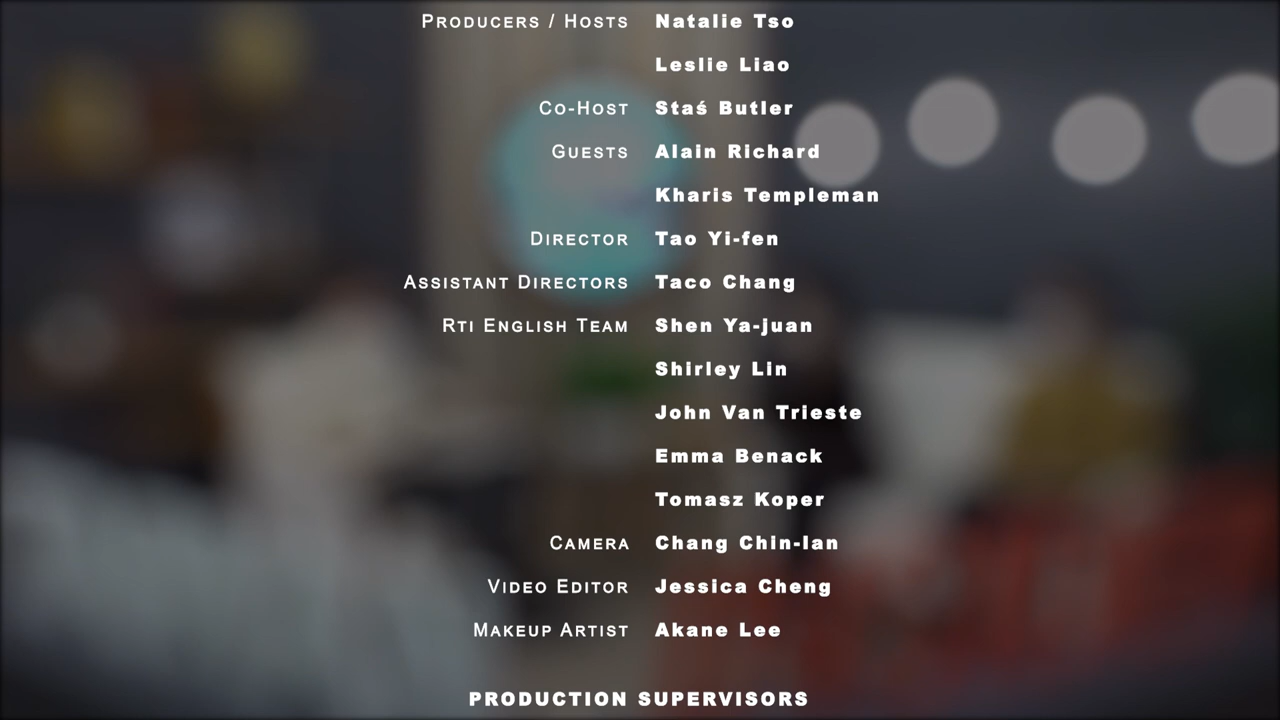 Producers / Hosts Natalie Tso
Leslie Liao
Co-Host Staś Butler
Guests Alain Richard
Kharis Templeman
Director Tao Yi-fen
Assistant Directors Taco Chang
Rti English Team Shen Ya-juan
Shirley Lin
John Van Trieste
Emma Benack
Tomasz Koper
Camera Chang Chin-lan
Video Editor Jessica Cheng
Makeup Artist Akane Lee
PRODUCTION SUPERVISORS